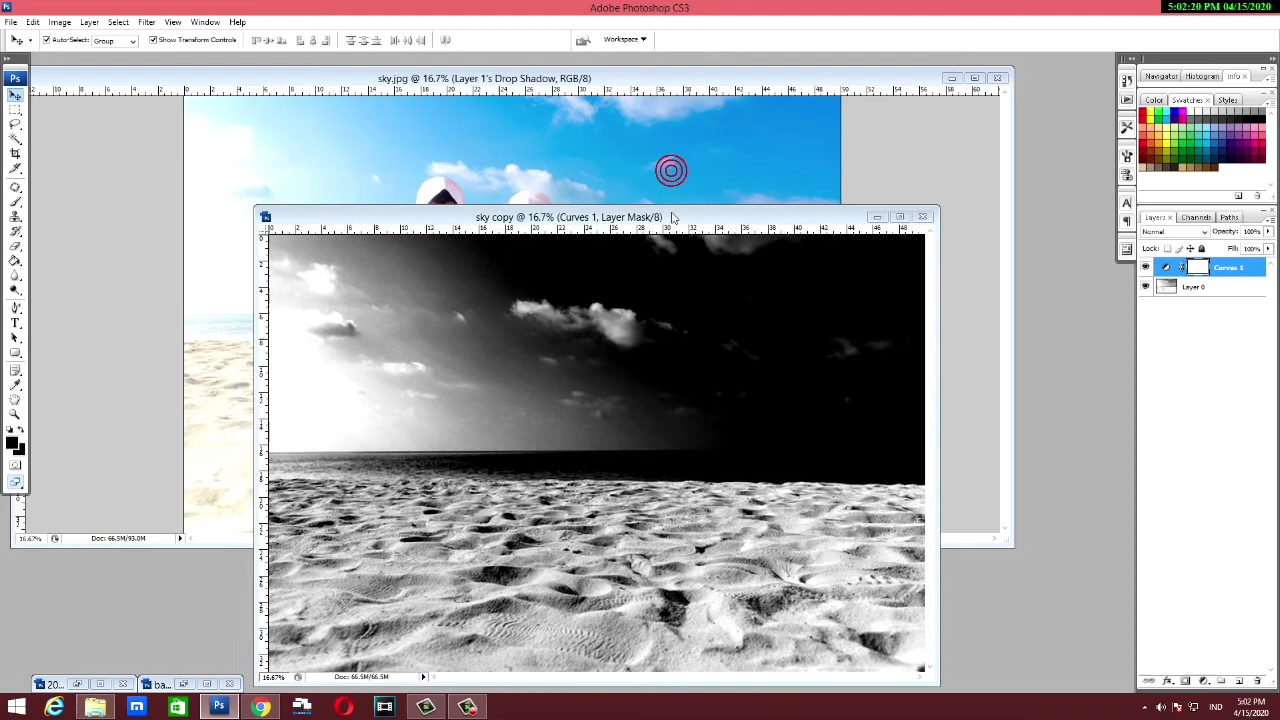 Adobe Photoshop CS3
5:02:20 PM 04/15/2020
File Edit Image Layer Select Filter View Window Help
Auto-Select: Group Show Transform Controls Workspace
sky.jpg @ 16.7% (Layer 1's Drop Shadow, RGB/8)
Navigator Histogram Info
Color Swatches Styles
sky copy @ 16.7% (Curves 1, Layer Mask/8)
Layers Channels Paths
Normal Opacity: 100%
Lock: Fill: 100%
Curves 1
Layer 0
16.67% Doc: 66.5M/93.0M
16.67% Doc: 66.5M/66.5M
20... ba...
IND 5:02 PM
4/15/2020